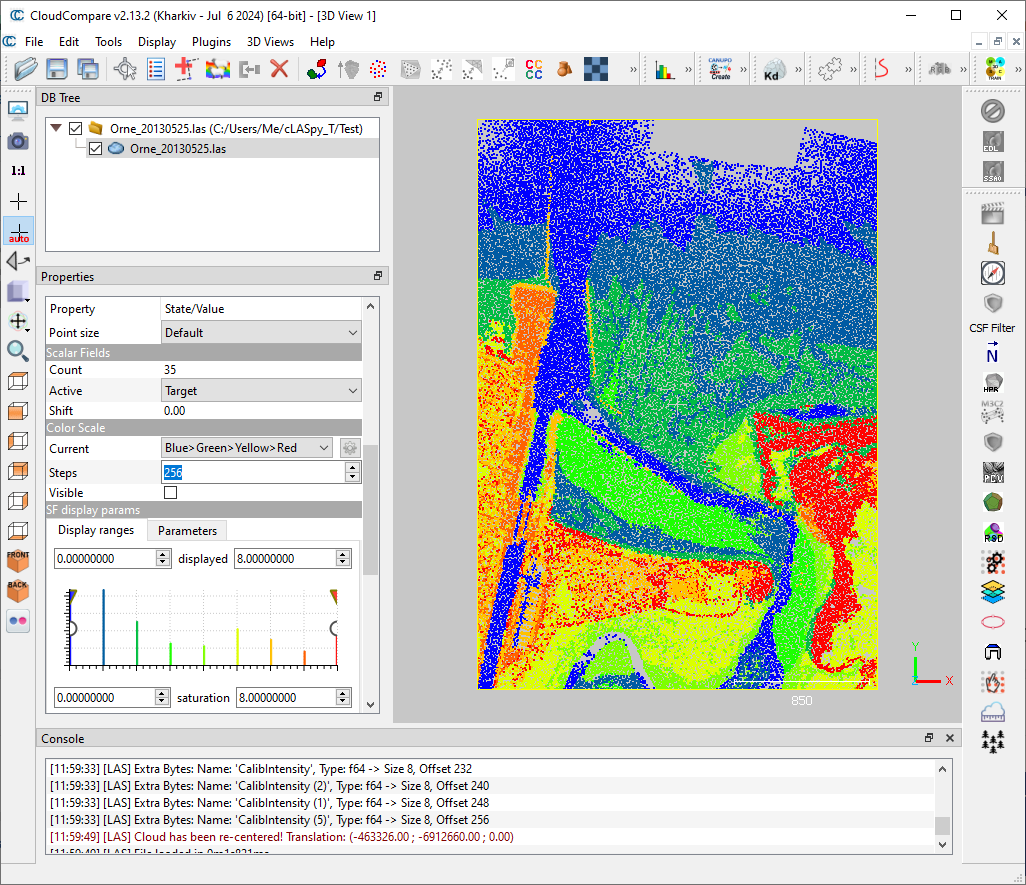 CloudCompare v2.13.2 (Kharkiv - Jul  6 2024) [64-bit] - [3D View 1]
File Edit Tools Display Plugins 3D Views Help
CC
CC
CC
»
»
CANUPO
Create
»
Kd
»
»
»
»
TRAIN
»
DB Tree
Orne_20130525.las (C:/Users/Me/cLASpy_T/Test)
Orne_20130525.las
1:1
auto
FRONT
BACK
Properties
Property State/Value
Point size Default
Scalar Fields
Count 35
Active Target
Shift 0.00
Color Scale
Current Blue>Green>Yellow>Red
Steps 256
Visible
SF display params
Display ranges Parameters
0.00000000 displayed 8.00000000
0.00000000 saturation 8.00000000
Y
Z X
850
EDL
SSAO
CSF Filter
N
HPR
M3C2
PCV
RSD
Console
[11:59:33] [LAS] Extra Bytes: Name: 'CalibIntensity', Type: f64 -> Size 8, Offset 232
[11:59:33] [LAS] Extra Bytes: Name: 'CalibIntensity (2)', Type: f64 -> Size 8, Offset 240
[11:59:33] [LAS] Extra Bytes: Name: 'CalibIntensity (1)', Type: f64 -> Size 8, Offset 248
[11:59:33] [LAS] Extra Bytes: Name: 'CalibIntensity (5)', Type: f64 -> Size 8, Offset 256
[11:59:49] [LAS] Cloud has been re-centered! Translation: (-463326.00 ; -6912660.00 ; 0.00)